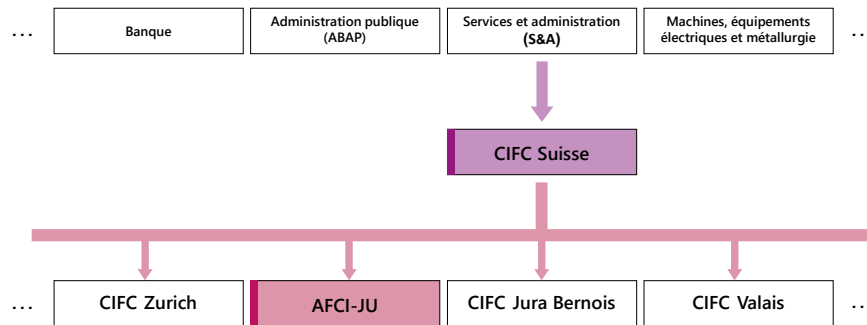 ... Banque Administration publique Services et administration Machines, équipements ...
(ABAP) (S&A) électriques et métallurgie
CIFC Suisse
... CIFC Zurich AFCI-JU CIFC Jura Bernois CIFC Valais ...